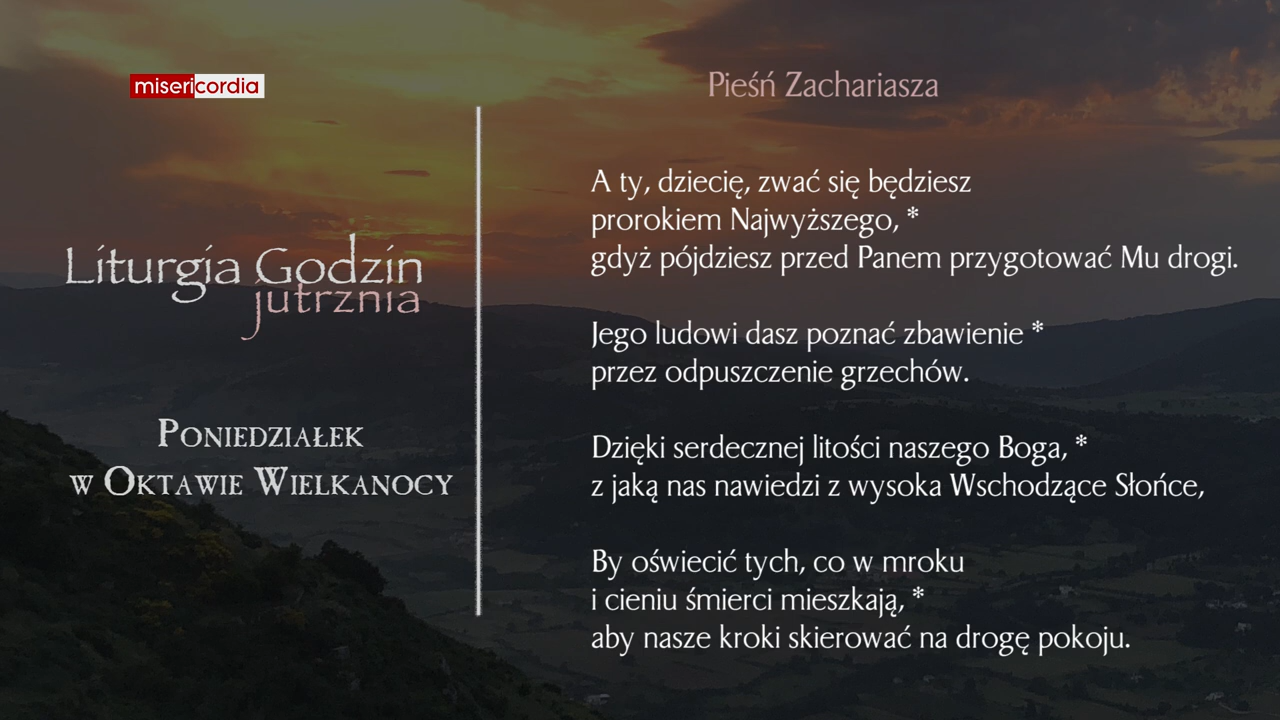 misericordia
Liturgia Godzin
jutrznia
Poniedziałek
w Oktawie Wielkanocy
Pieśń Zachariasza
A ty, dziecię, zwać się będziesz
prorokiem Najwyższego, *
gdyż pójdziesz przed Panem przygotować Mu drogi.
Jego ludowi dasz poznać zbawienie *
przez odpuszczenie grzechów.
Dzięki serdecznej litości naszego Boga, *
z jaką nas nawiedzi z wysoka Wschodzące Słońce,
By oświecić tych, co w mroku
i cieniu śmierci mieszkają, *
aby nasze kroki skierować na drogę pokoju.